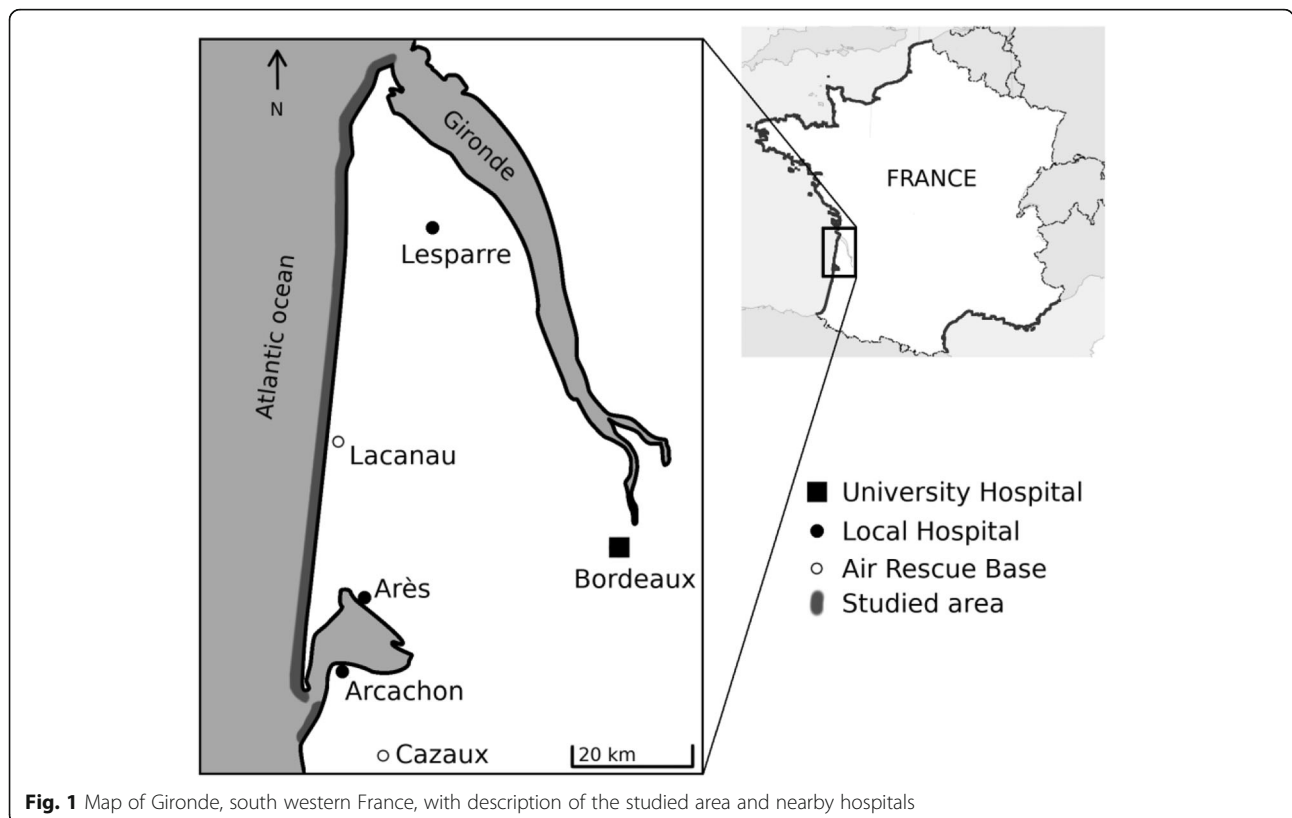 N
Gironde
FRANCE
Lesparre
Atlantic ocean
Lacanau
University Hospital
Local Hospital
Bordeaux
Air Rescue Base
Arès
Studied area
Arcachon
Cazaux
20 km
Fig. 1 Map of Gironde, south western France, with description of the studied area and nearby hospitals